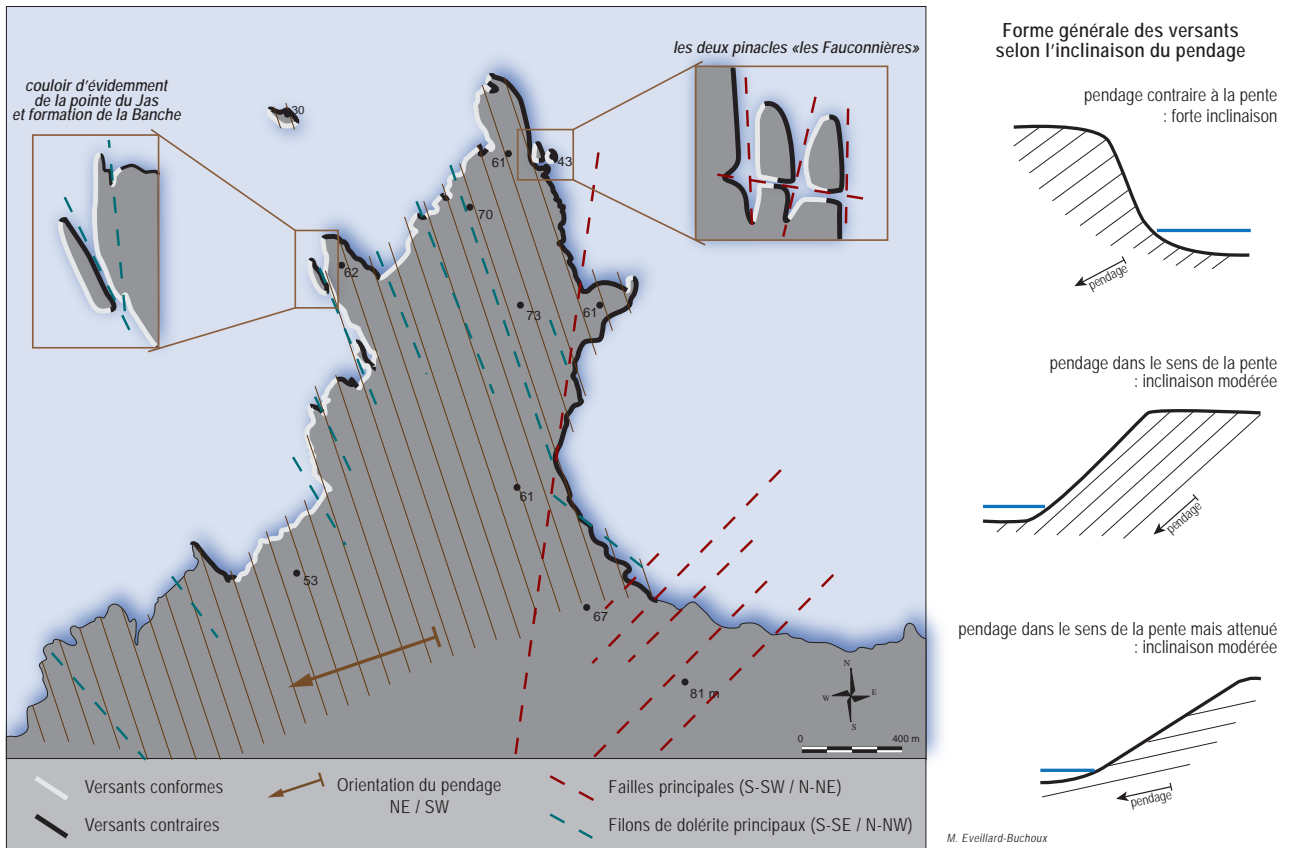 couloir d'évidemment
de la pointe du Jas
et formation de la Banche
les deux pinacles «les Fauconnières»
30
61
43
70
62
73
61
61
53
67
81 m
N
W
E
S
0
400 m
Versants conformes
Versants contraires
Orientation du pendage
NE / SW
Failles principales (S-SW / N-NE)
Filons de dolérite principaux (S-SE / N-NW)
Forme générale des versants
selon l'inclinaison du pendage
pendage contraire à la pente
: forte inclinaison
pendage
pendage dans le sens de la pente
: inclinaison modérée
pendage
pendage dans le sens de la pente mais attenué
: inclinaison modérée
pendage
M. Eveillard-Buchoux